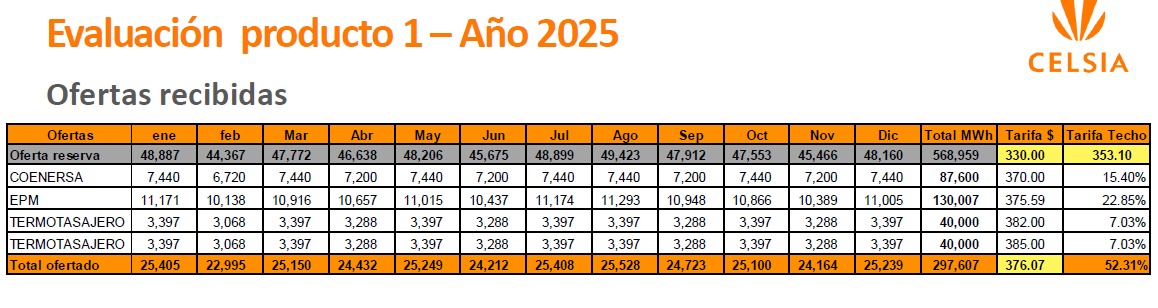 Evaluación producto 1 – Año 2025
CELSIA
Ofertas recibidas
Ofertas ene feb Mar Abr May Jun Jul Ago Sep Oct Nov Dic Total MWh Tarifa $ Tarifa Techo
Oferta reserva 48,887 44,367 47,772 46,638 48,206 45,675 48,899 49,423 47,912 47,553 45,466 48,160 568,959 330.00 353.10
COENERSA 7,440 6,720 7,440 7,200 7,440 7,200 7,440 7,440 7,200 7,440 7,200 7,440 87,600 370.00 15.40%
EPM 11,171 10,138 10,916 10,657 11,015 10,437 11,174 11,293 10,948 10,866 10,389 11,005 130,007 375.59 22.85%
TERMOTASAJERO 3,397 3,068 3,397 3,288 3,397 3,288 3,397 3,397 3,288 3,397 3,288 3,397 40,000 382.00 7.03%
TERMOTASAJERO 3,397 3,068 3,397 3,288 3,397 3,288 3,397 3,397 3,288 3,397 3,288 3,397 40,000 385.00 7.03%
Total ofertado 25,405 22,995 25,150 24,432 25,249 24,212 25,408 25,528 24,723 25,100 24,164 25,239 297,607 376.07 52.31%